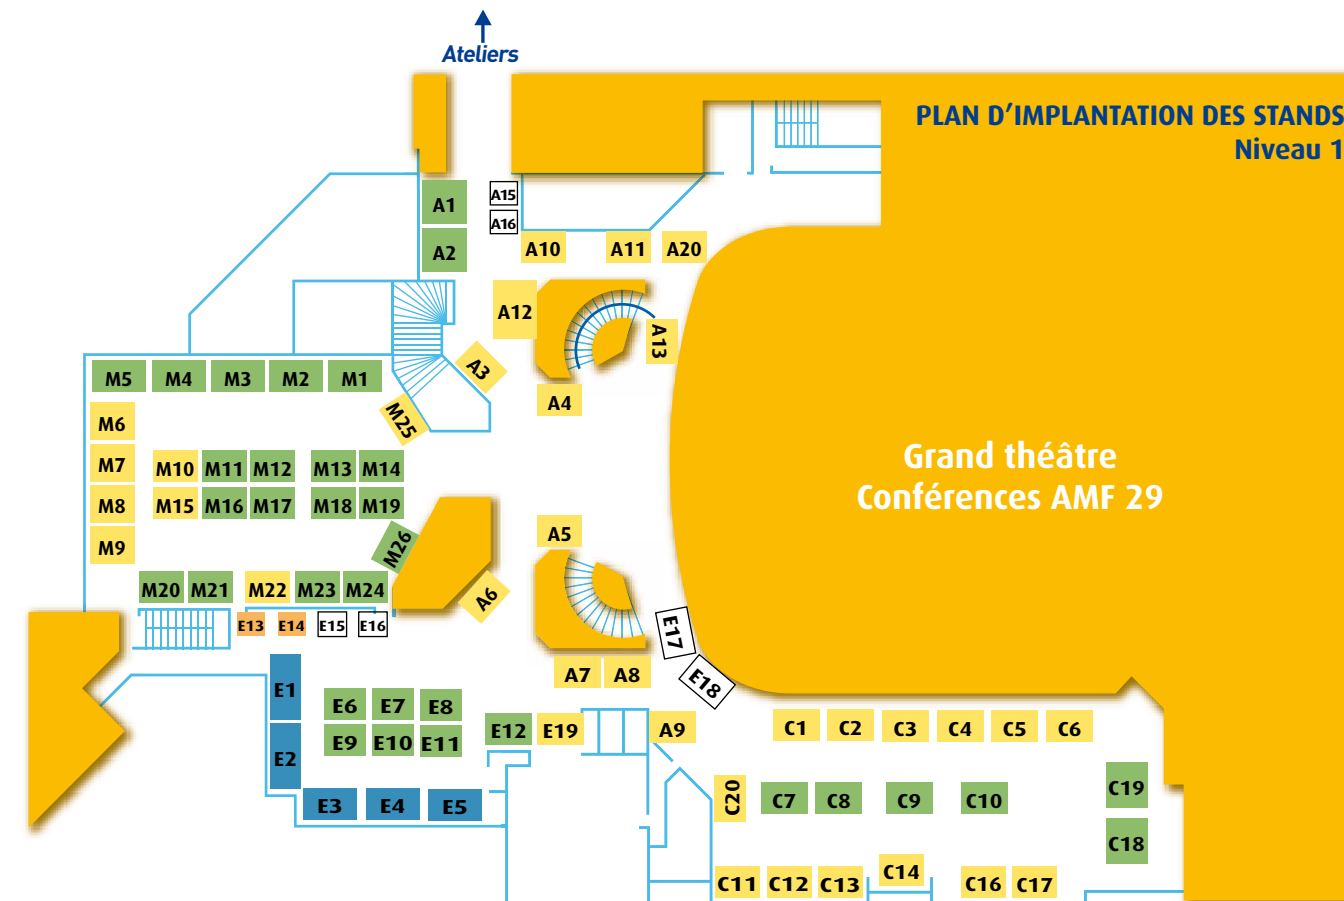 Ateliers
PLAN D’IMPLANTATION DES STANDS
Niveau 1
A1
A15
A16
A2
A10
A11
A20
A12
A13
A3
A4
M5
M4
M3
M2
M1
M25
M6
M7
M8
M9
M10
M11
M12
M13
M14
M15
M16
M17
M18
M19
Grand théâtre
Conférences AMF 29
M26
A5
A6
M20
M21
M22
M23
M24
E13
E14
E15
E16
E17
E18
A7
A8
E1
E2
E6
E7
E8
E9
E10
E11
E12
E19
A9
C1
C2
C3
C4
C5
C6
E3
E4
E5
C20
C7
C8
C9
C10
C19
C18
C11
C12
C13
C14
C16
C17